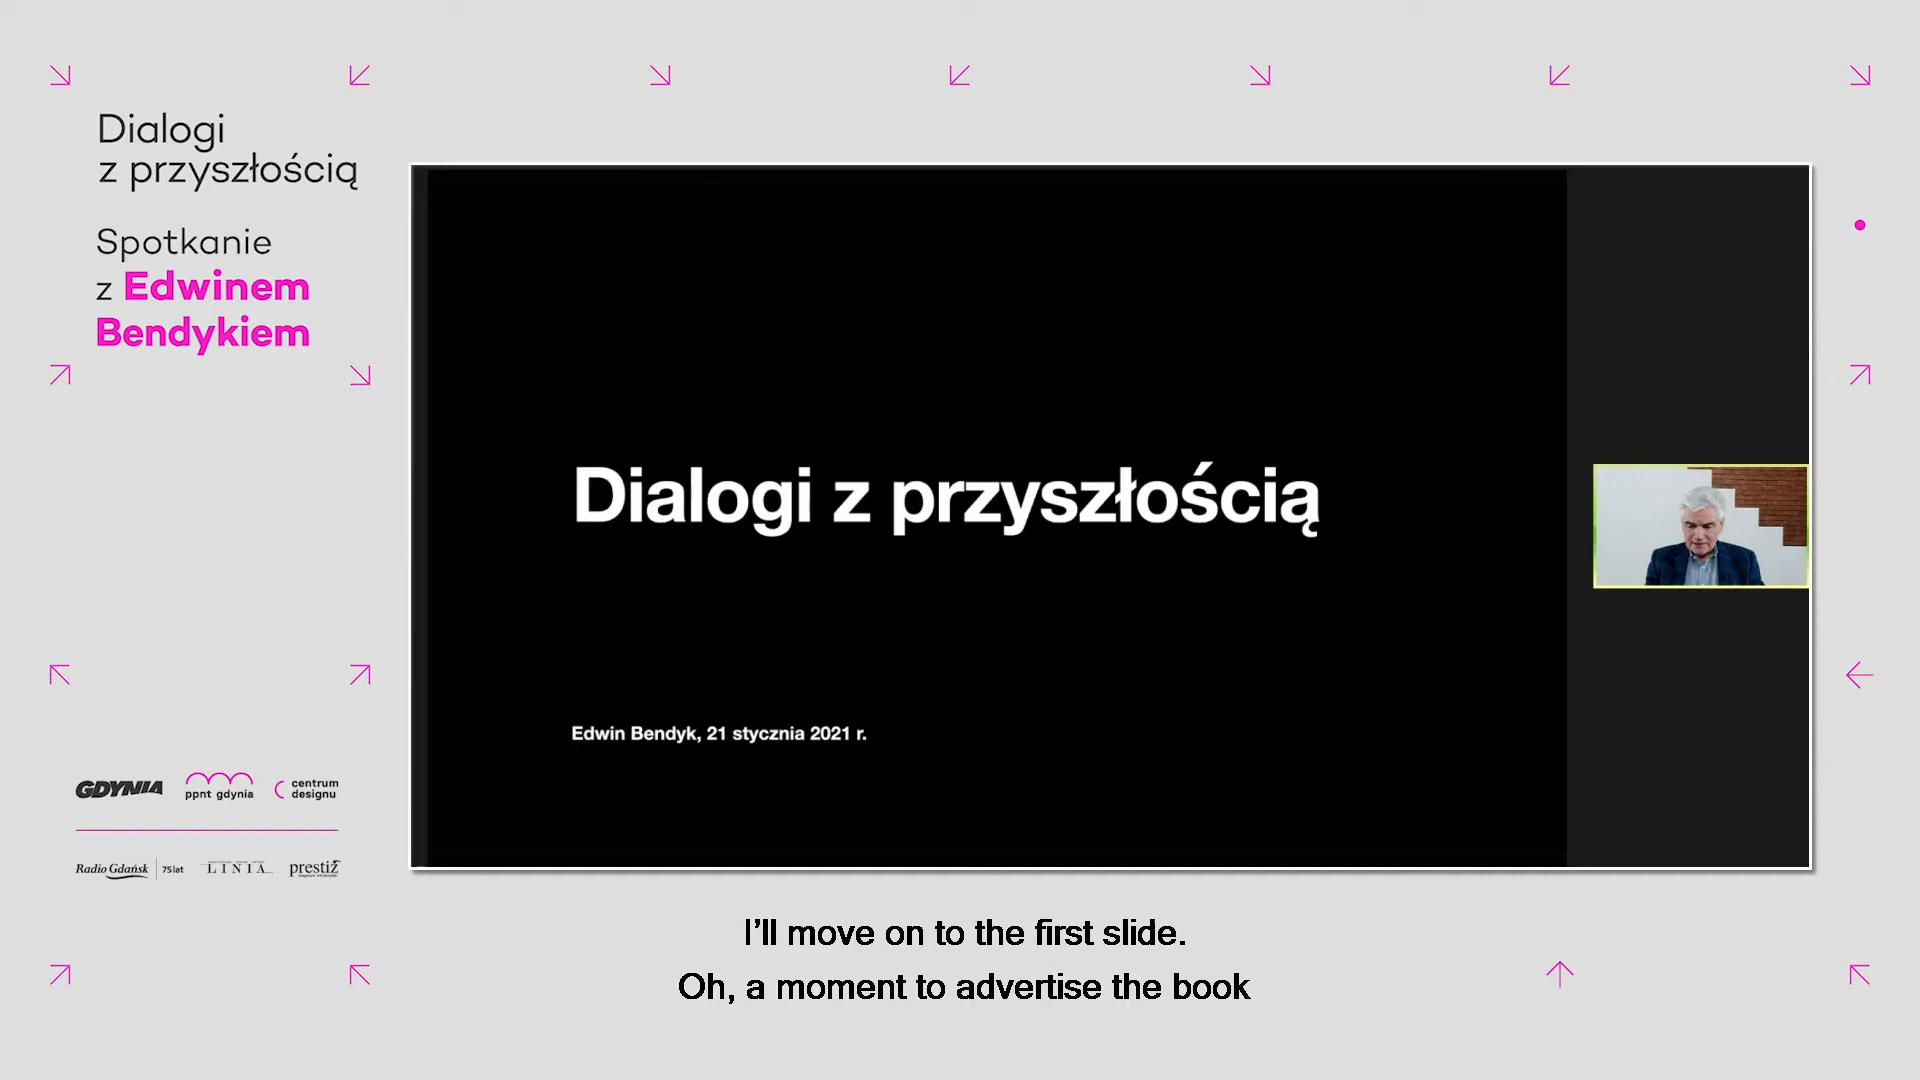 Dialogi
z przyszłością
Spotkanie
z Edwinem
Bendykiem
Dialogi z przyszłością
Edwin Bendyk, 21 stycznia 2021 r.
GDYNIA
ppnt gdynia
centrum
designu
Radio Gdańsk 75 lat
LINIA
prestiż
I’ll move on to the first slide.
Oh, a moment to advertise the book